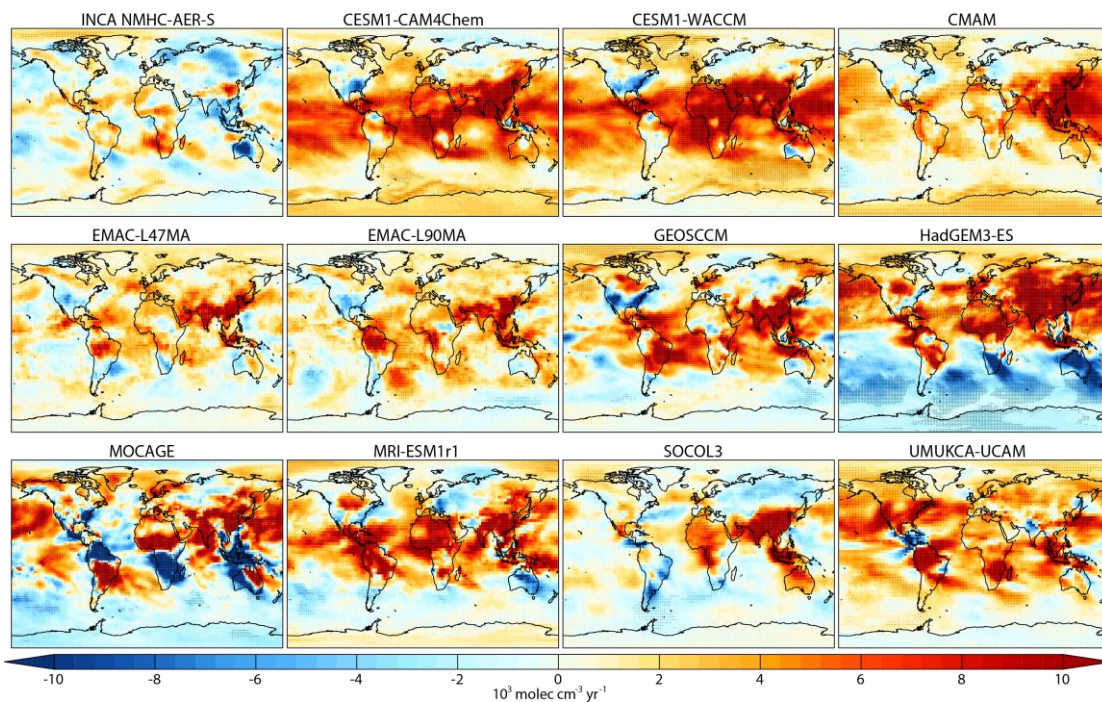 INCA NMHC-AER-S CESM1-CAM4Chem CESM1-WACCM CMAM
EMAC-L47MA EMAC-L90MA GEOSCCM HadGEM3-ES
MOCAGE MRI-ESM1r1 SOCOL3 UMUKCA-UCAM
-10 -8 -6 -4 -2 0 2 4 6 8 10
10³ molec cm⁻³ yr⁻¹